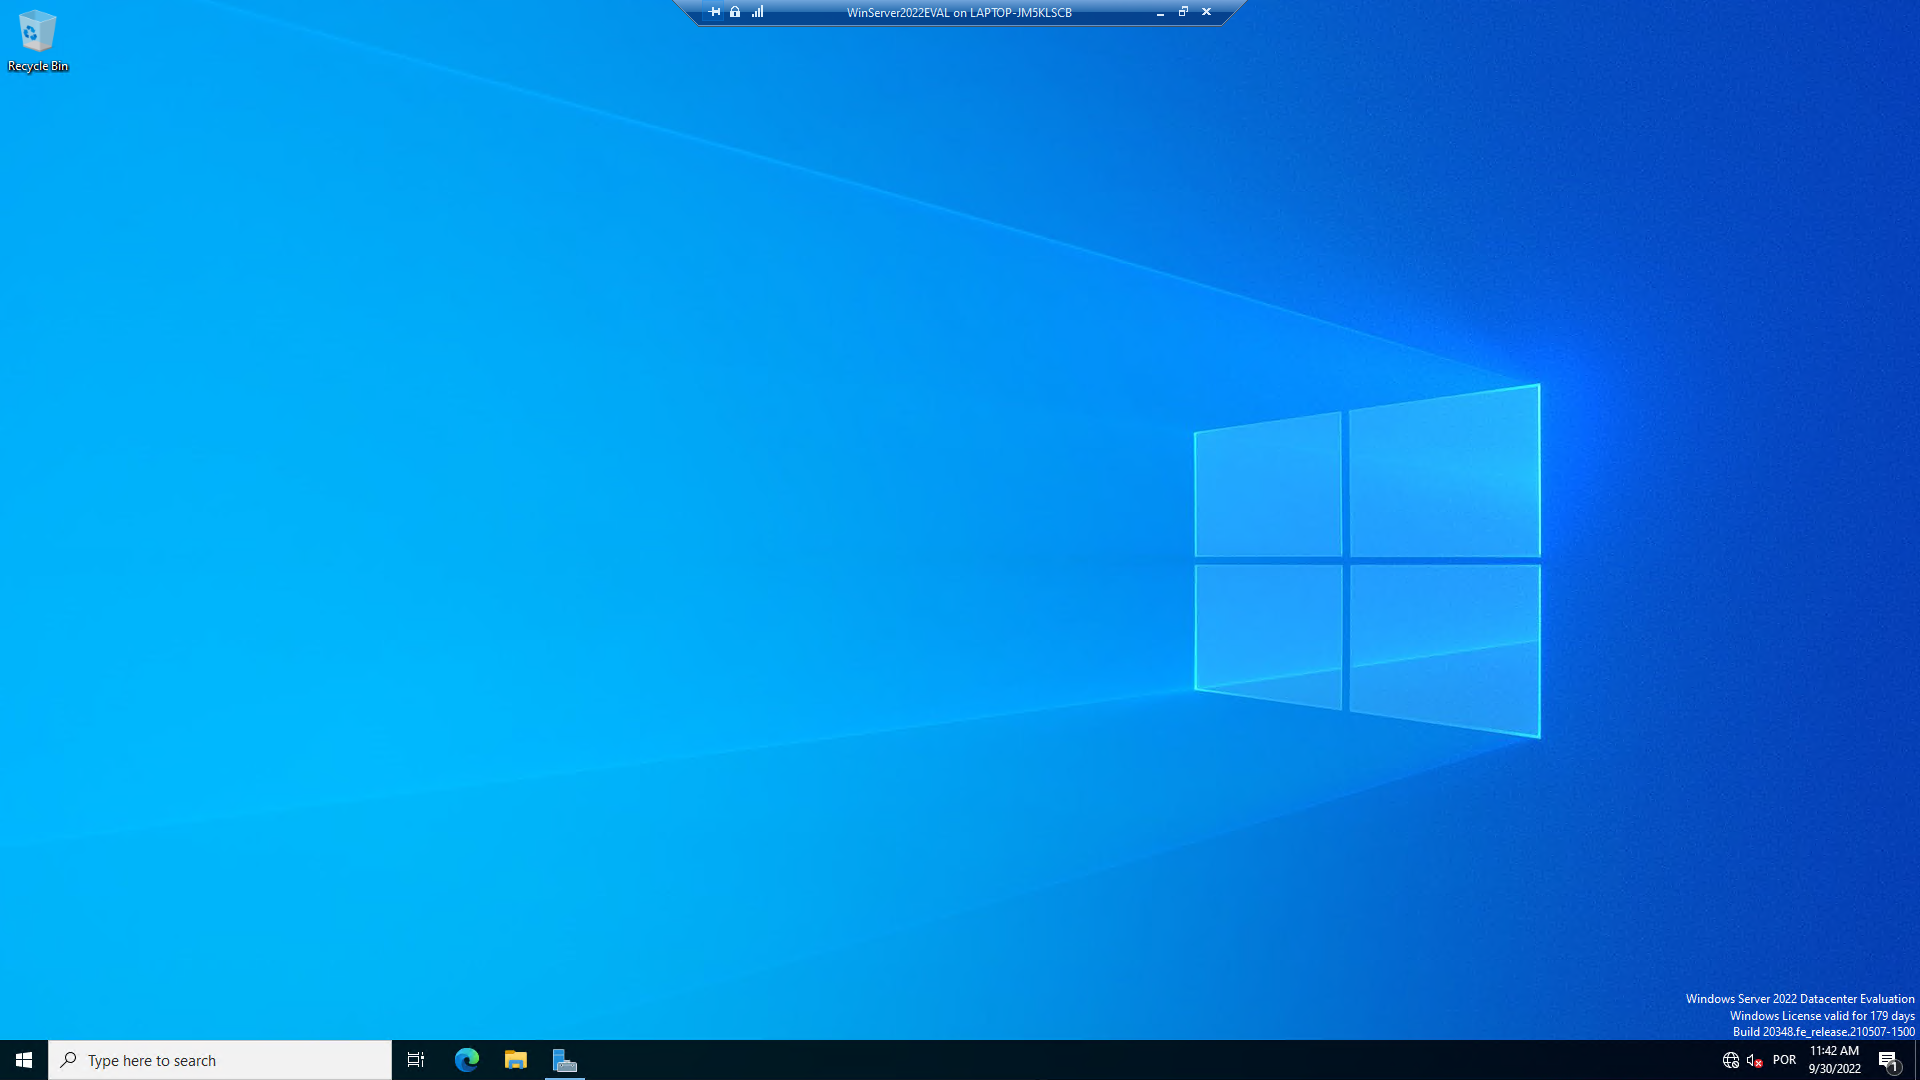 WinServer2022EVAL on LAPTOP-JM5KLSCB
Recycle Bin
Windows Server 2022 Datacenter Evaluation
Windows License valid for 179 days
Build 20348.fe_release.210507-1500
Type here to search
POR
11:42 AM
9/30/2022
1